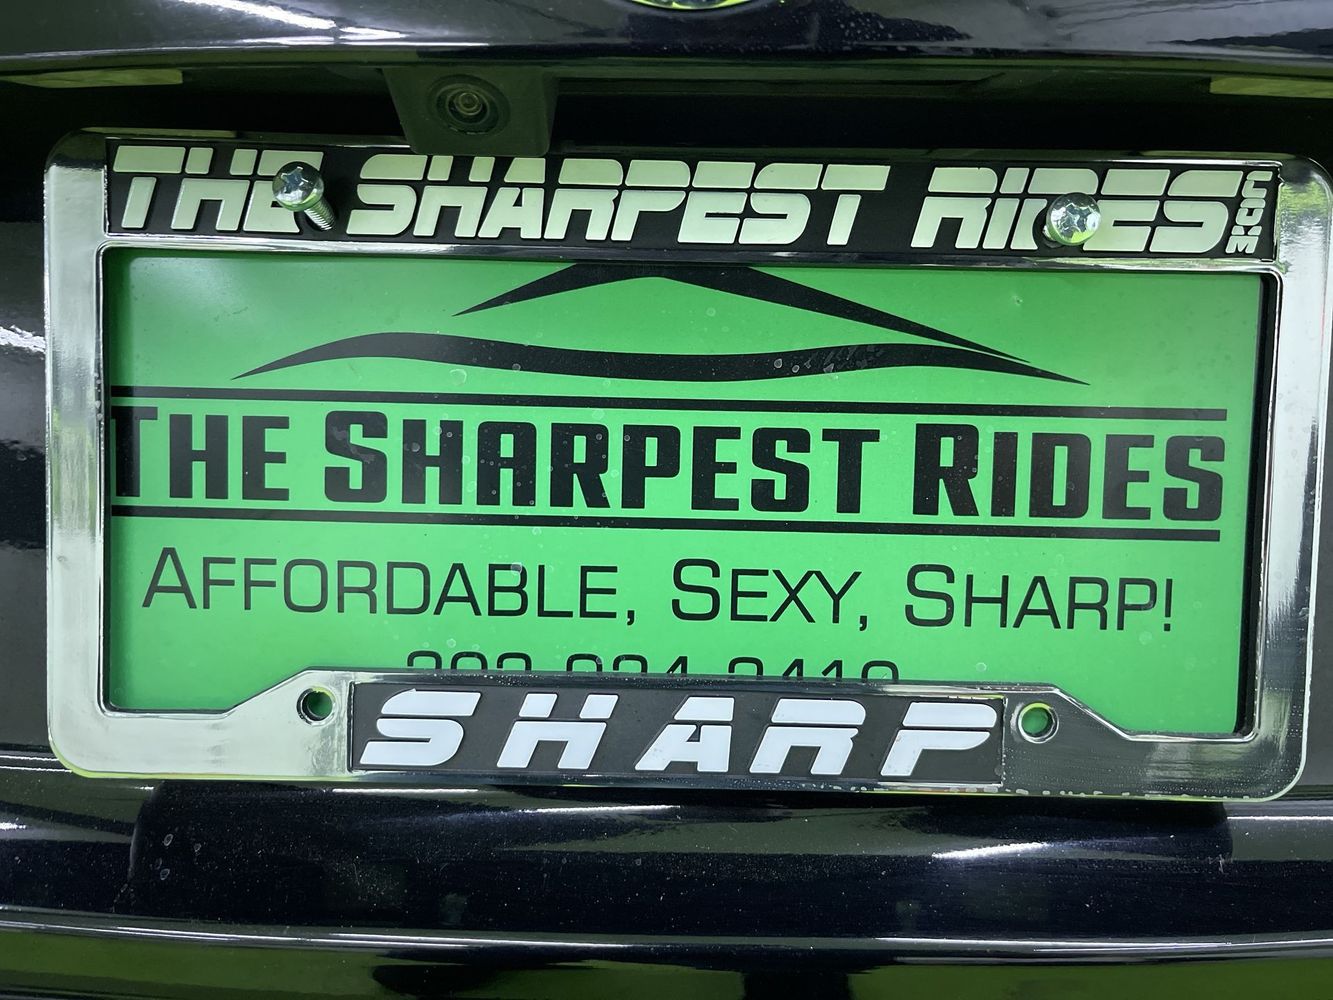 THE SHARPEST RIDES.COM
THE SHARPEST RIDES
AFFORDABLE, SEXY, SHARP!
SHARP